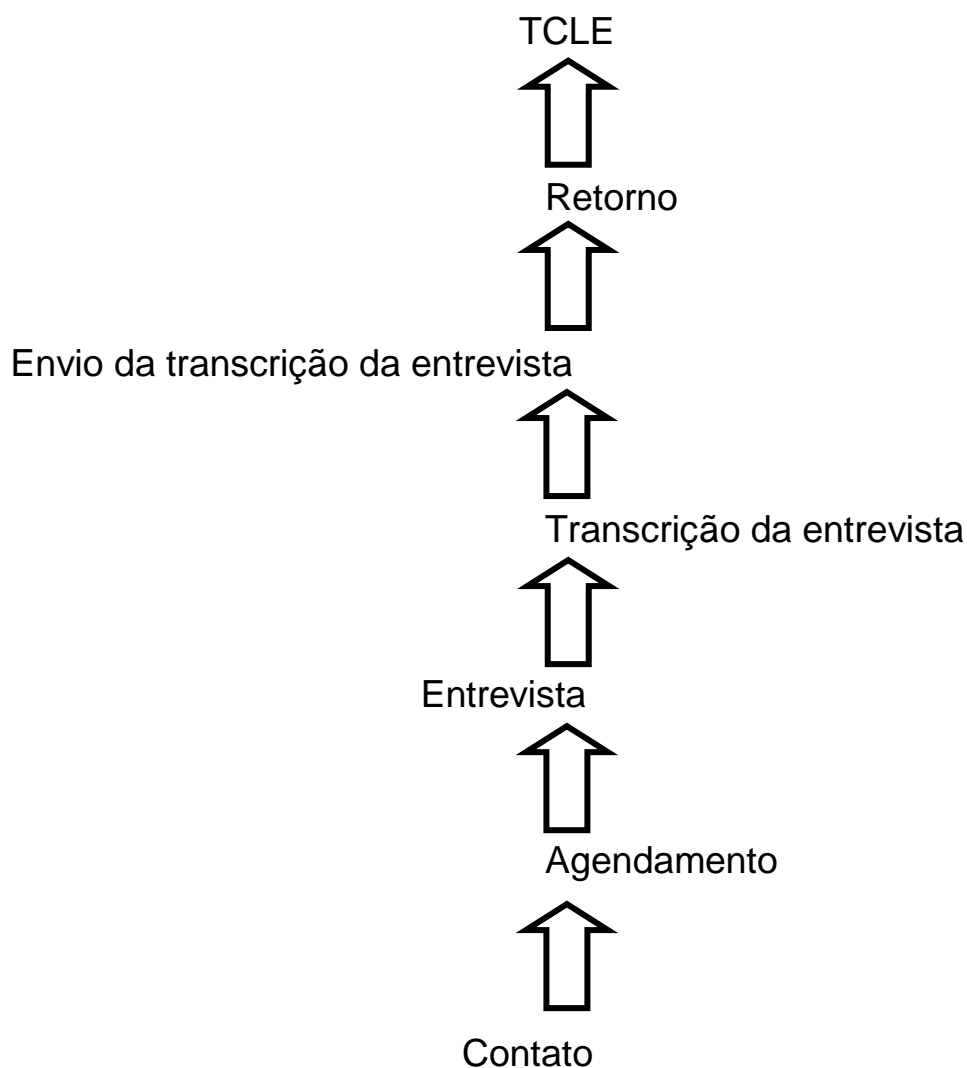 TCLE
Retorno
Envio da transcrição da entrevista
Transcrição da entrevista
Entrevista
Agendamento
Contato